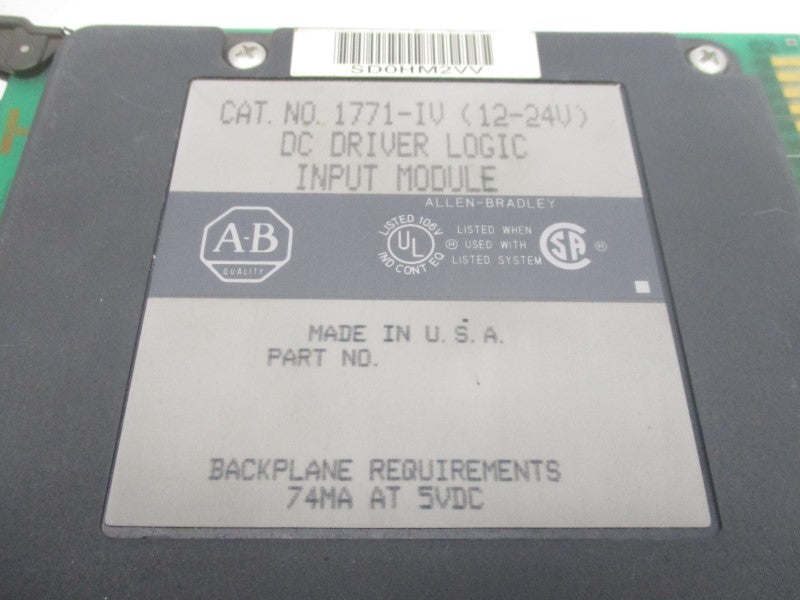 SD0HM2VV
CAT. NO. 1771-IV (12-24V)
DC DRIVER LOGIC
INPUT MODULE
ALLEN-BRADLEY
A-B
QUALITY
LISTED 106V
UL
IND CONT EQ
®
LISTED WHEN
USED WITH
LISTED SYSTEM
SA
®
MADE IN U.S.A.
PART NO.
BACKPLANE REQUIREMENTS
74MA AT 5VDC